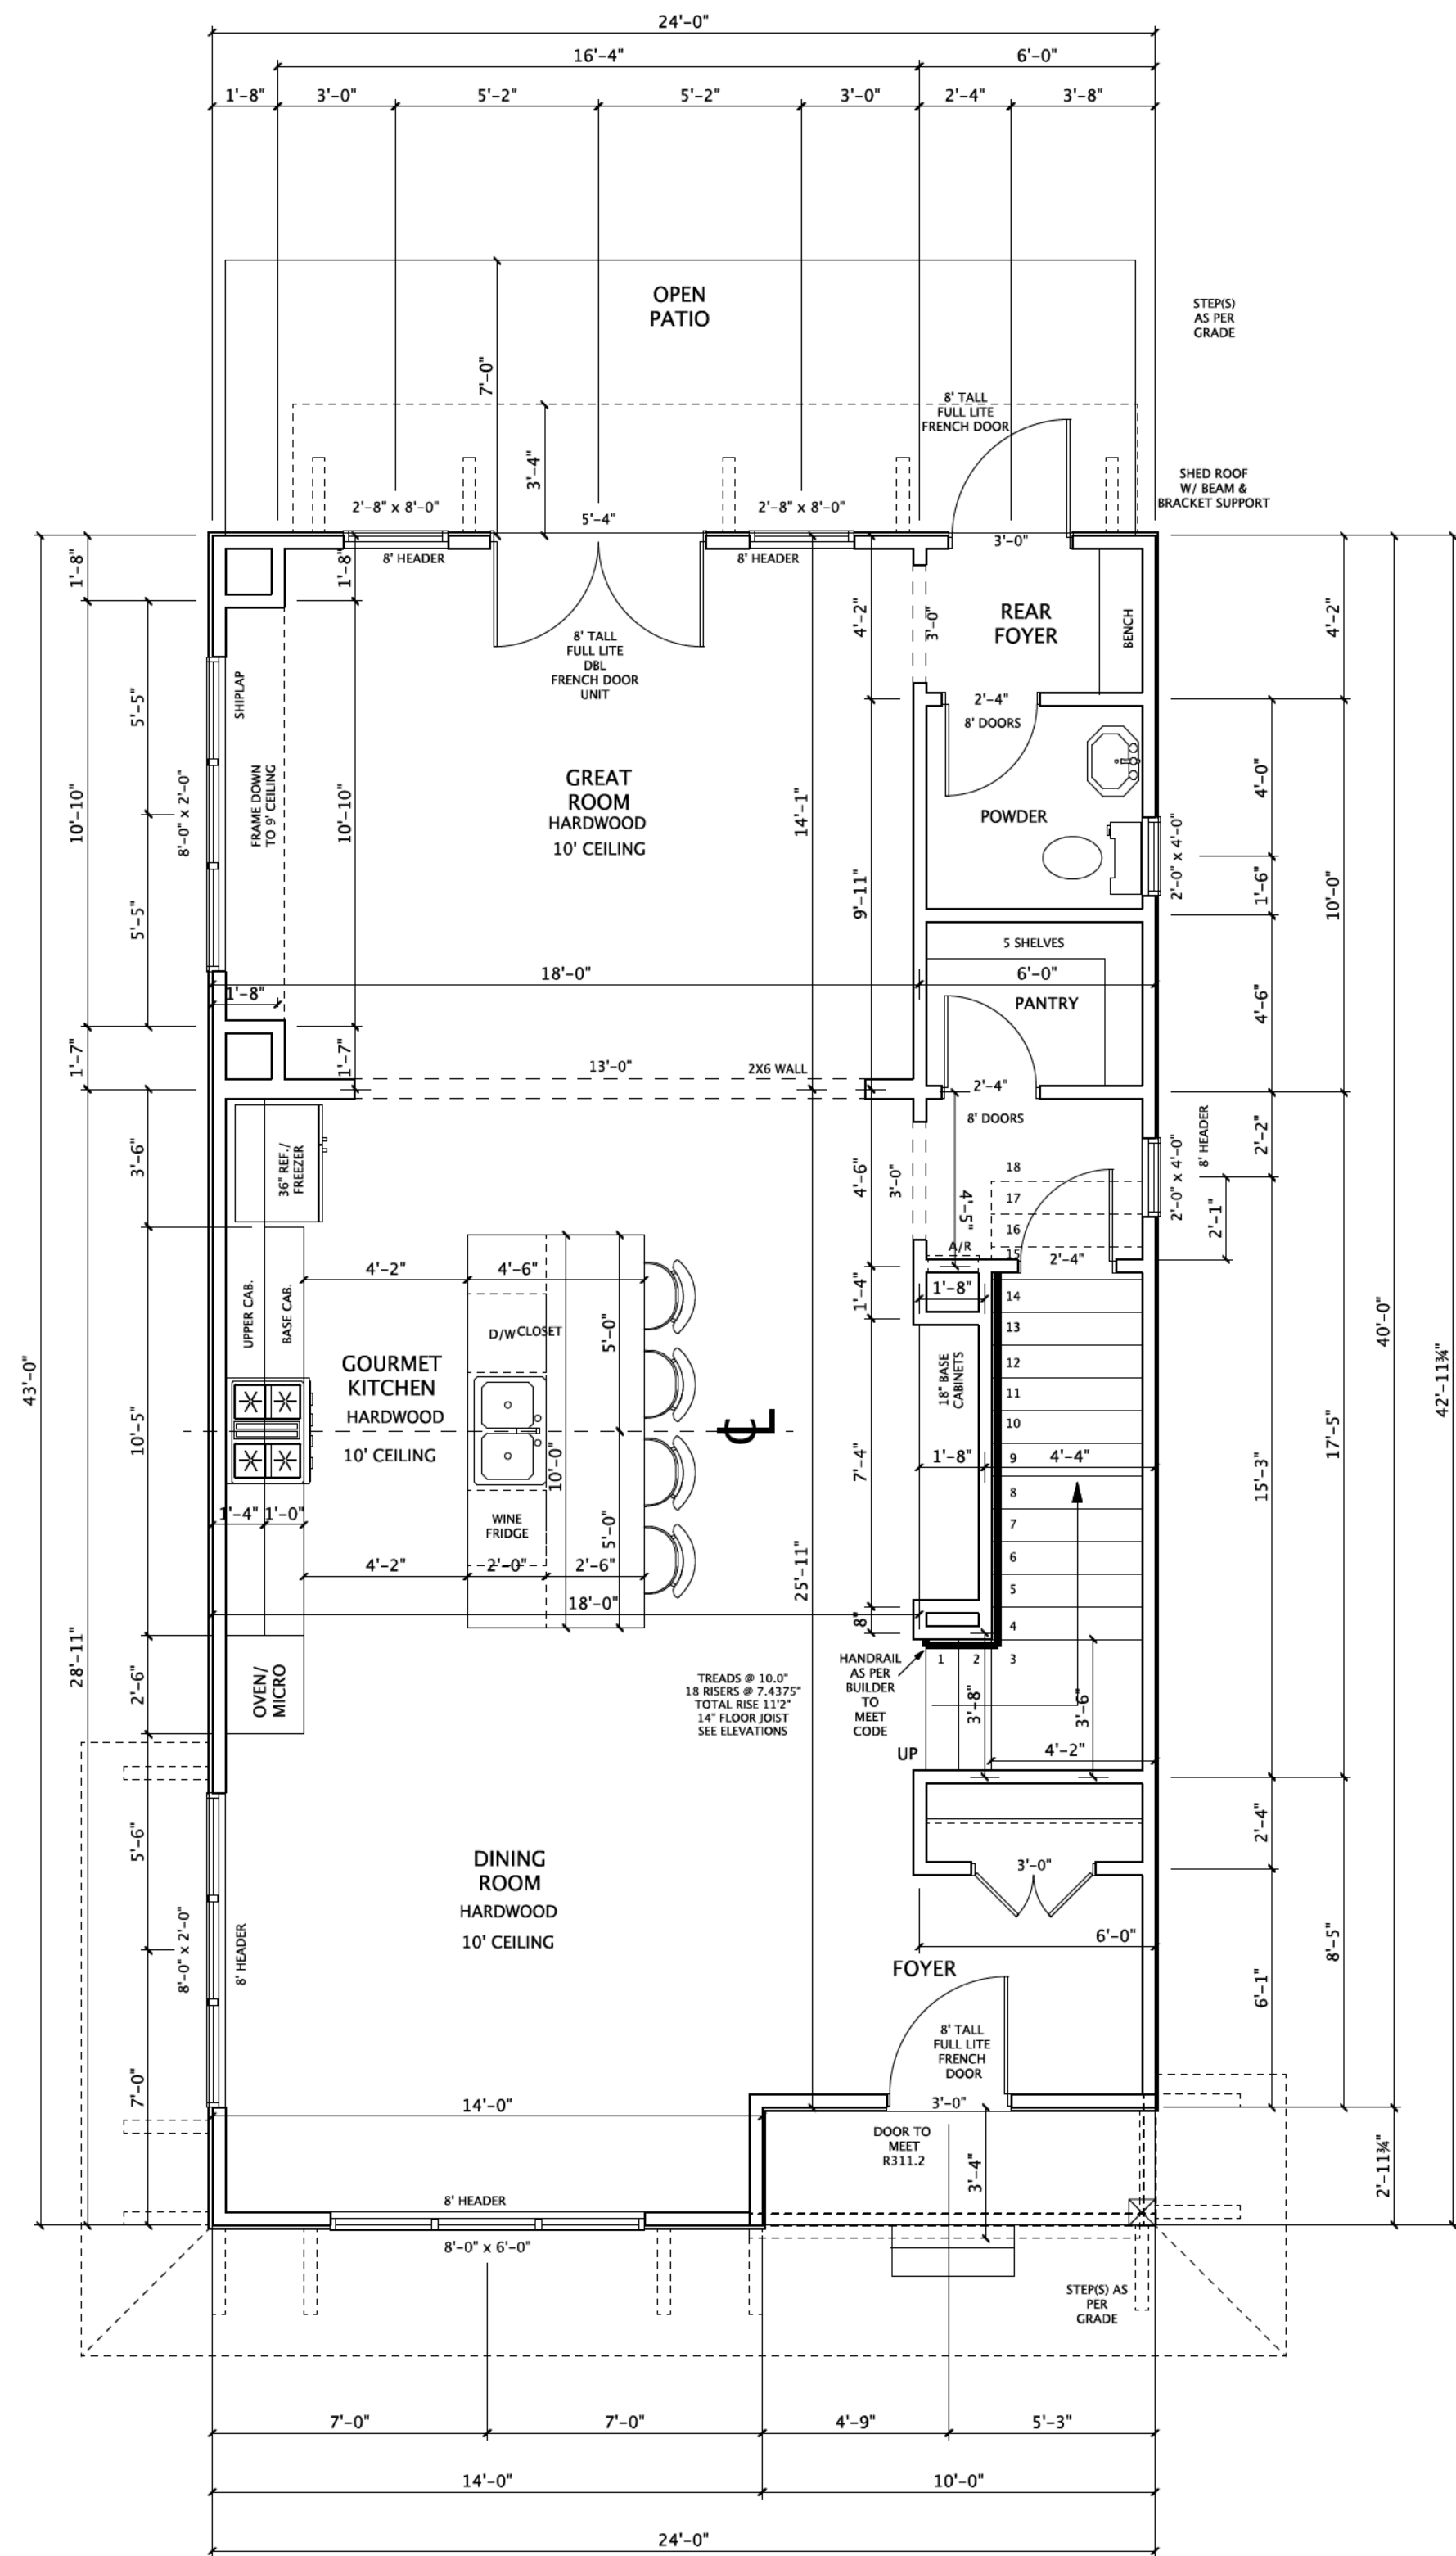 24'-0"
16'-4"
6'-0"
1'-8"
3'-0"
5'-2"
5'-2"
3'-0"
2'-4"
3'-8"
OPEN
PATIO
STEP(S)
AS PER
GRADE
7'-0"
3'-4"
8' TALL
FULL LITE
FRENCH DOOR
SHED ROOF
W/ BEAM &
BRACKET SUPPORT
2'-8" x 8'-0"
5'-4"
2'-8" x 8'-0"
8' HEADER
8' HEADER
3'-0"
1'-8"
1'-8"
4'-2"
3'-0"
REAR
FOYER
BENCH
4'-2"
8' TALL
FULL LITE
DBL
FRENCH DOOR
UNIT
SHIPLAP
5'-5"
2'-4"
8' DOORS
GREAT
ROOM
HARDWOOD
10' CEILING
FRAME DOWN
TO 9' CEILING
10'-10"
8'-0" x 2'-0"
10'-10"
14'-1"
POWDER
4'-0"
2'-0" x 4'-0"
1'-6"
10'-0"
9'-11"
5'-5"
5 SHELVES
18'-0"
6'-0"
1'-8"
PANTRY
4'-6"
1'-7"
1'-7"
13'-0"
2X6 WALL
2'-4"
8' DOORS
3'-6"
36" REF./
FREEZER
4'-6"
3'-0"
4'-5"
18
17
16
15
2'-0" x 4'-0"
8' HEADER
2'-2"
2'-1"
A/R
2'-4"
4'-2"
4'-6"
1'-4"
1'-8"
14
13
12
11
10
9
8
7
6
5
4
UPPER CAB.
BASE CAB.
D/W
CLOSET
5'-0"
18" BASE
CABINETS
40'-0"
43'-0"
42'-11¾"
GOURMET
KITCHEN
HARDWOOD
10' CEILING
CL
10'-5"
10'-0"
7'-4"
1'-8"
4'-4"
15'-3"
17'-5"
1'-4"
1'-0"
WINE
FRIDGE
5'-0"
4'-2"
2'-0"
2'-6"
25'-11"
18'-0"
8"
28'-11"
2'-6"
OVEN/
MICRO
TREADS @ 10.0"
18 RISERS @ 7.4375"
TOTAL RISE 11'2"
14" FLOOR JOIST
SEE ELEVATIONS
HANDRAIL
AS PER
BUILDER
TO
MEET
CODE
1
2
3
3'-8"
3'-6"
UP
4'-2"
5'-6"
2'-4"
DINING
ROOM
HARDWOOD
10' CEILING
3'-0"
8'-0" x 2'-0"
8' HEADER
6'-0"
8'-5"
FOYER
6'-1"
8' TALL
FULL LITE
FRENCH
DOOR
7'-0"
14'-0"
3'-0"
DOOR TO
MEET
R311.2
3'-4"
2'-11¾"
8' HEADER
8'-0" x 6'-0"
STEP(S) AS
PER
GRADE
7'-0"
7'-0"
4'-9"
5'-3"
14'-0"
10'-0"
24'-0"